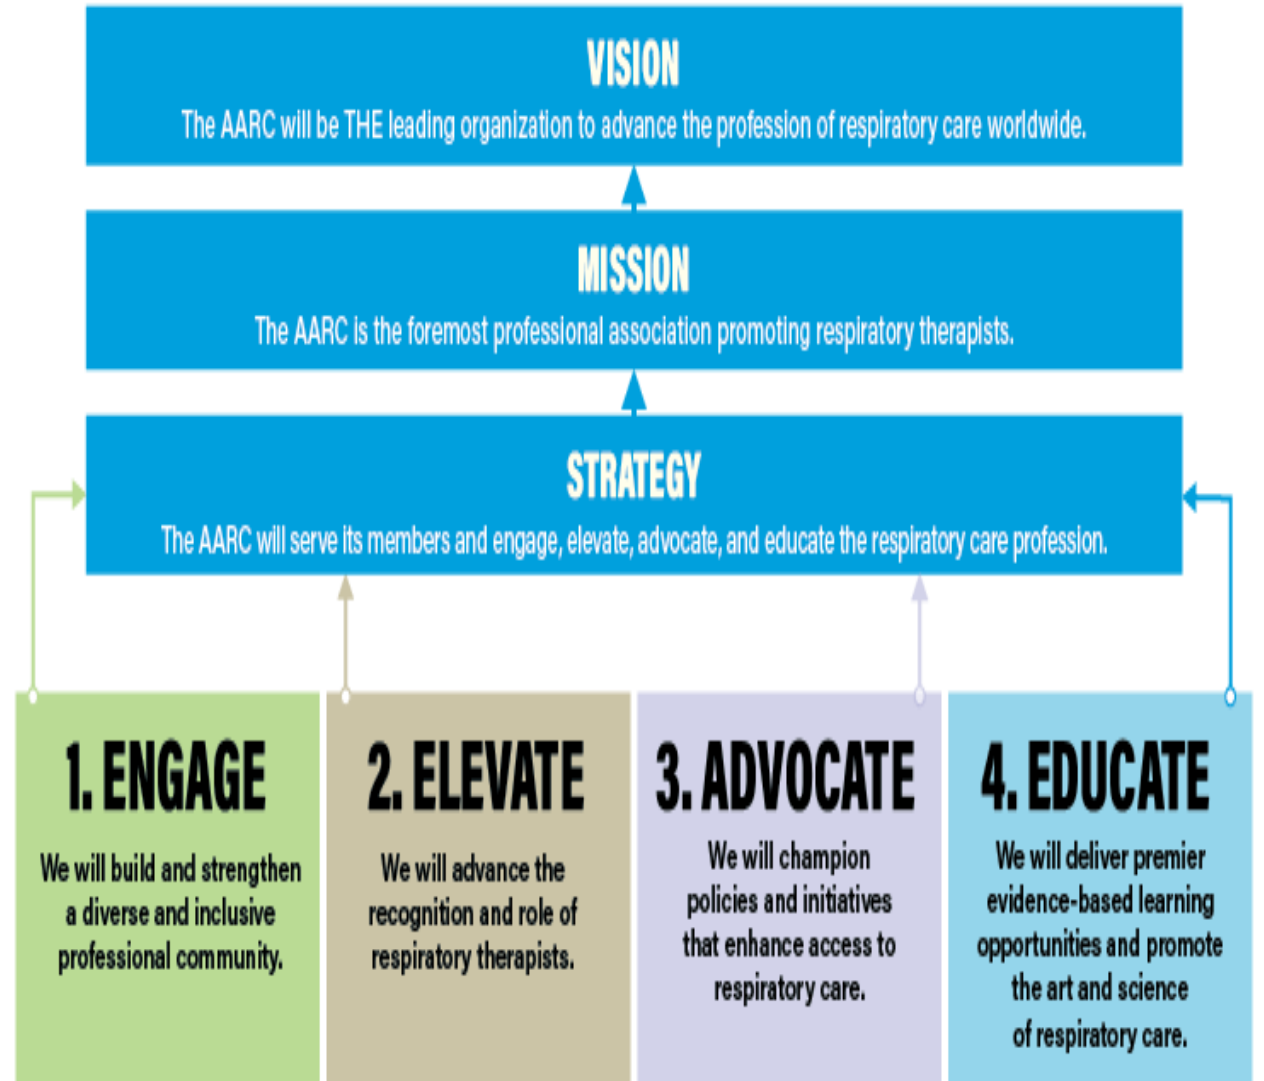 VISION
The AARC will be THE leading organization to advance the profession of respiratory care worldwide.
MISSION
The AARC is the foremost professional association promoting respiratory therapists.
STRATEGY
The AARC will serve its members and engage, elevate, advocate, and educate the respiratory care profession.
1. ENGAGE
We will build and strengthen
a diverse and inclusive
professional community.
2. ELEVATE
We will advance the
recognition and role of
respiratory therapists.
3. ADVOCATE
We will champion
policies and initiatives
that enhance access to
respiratory care.
4. EDUCATE
We will deliver premier
evidence-based learning
opportunities and promote
the art and science
of respiratory care.